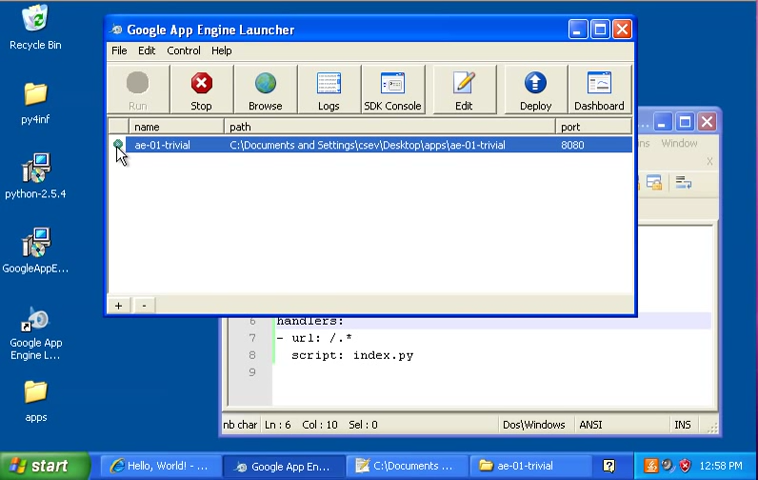 Recycle Bin
py4inf
python-2.5.4
GoogleAppE...
Google App
Engine L...
apps
Google App Engine Launcher
File Edit Control Help
Run Stop Browse Logs SDK Console Edit Deploy Dashboard
name path port
ae-01-trivial C:\Documents and Settings\csev\Desktop\apps\ae-01-trivial 8080
+ -
... 
ns Window
X
6 handlers:
7 - url: /.*
8 script: index.py
9
nb char Ln : 6 Col : 10 Sel : 0 Dos\Windows ANSI INS
start Hello, World! - ... Google App En... C:\Documents ... ae-01-trivial ? 12:58 PM